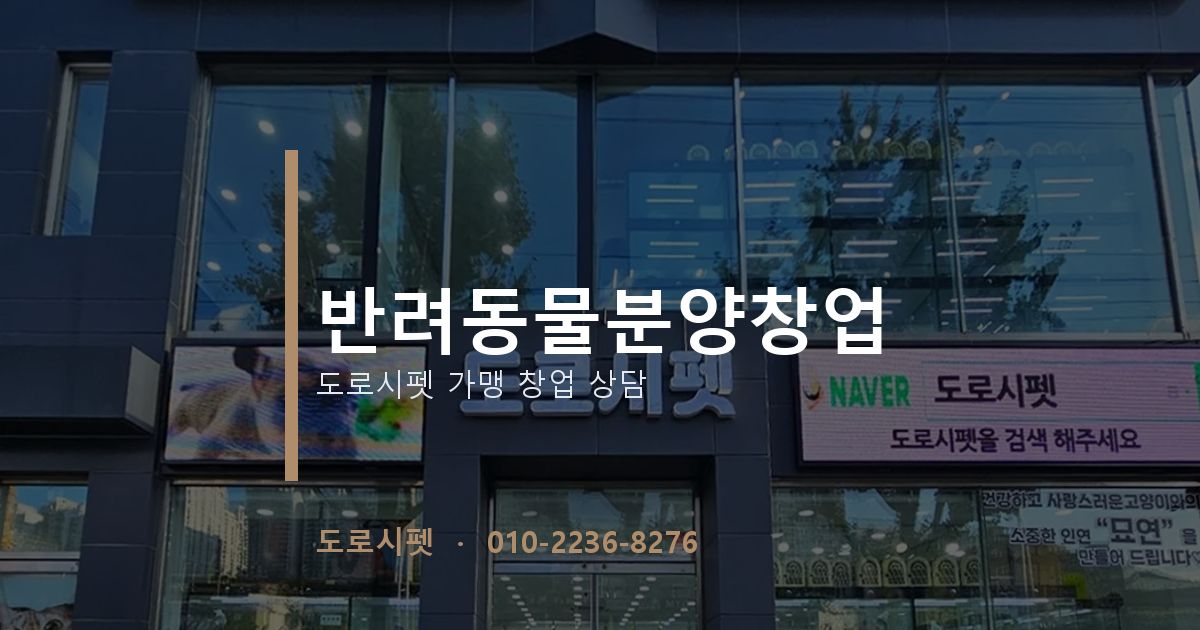 반려동물분양창업
도로시펫 가맹 창업 상담
도로시펫
NAVER 도로시펫
도로시펫을 검색 해주세요
건강하고 사랑스러운고양이와의
소중한 인연 “묘연” 을
만들어 드립니다
도로시펫 · 010-2236-8276